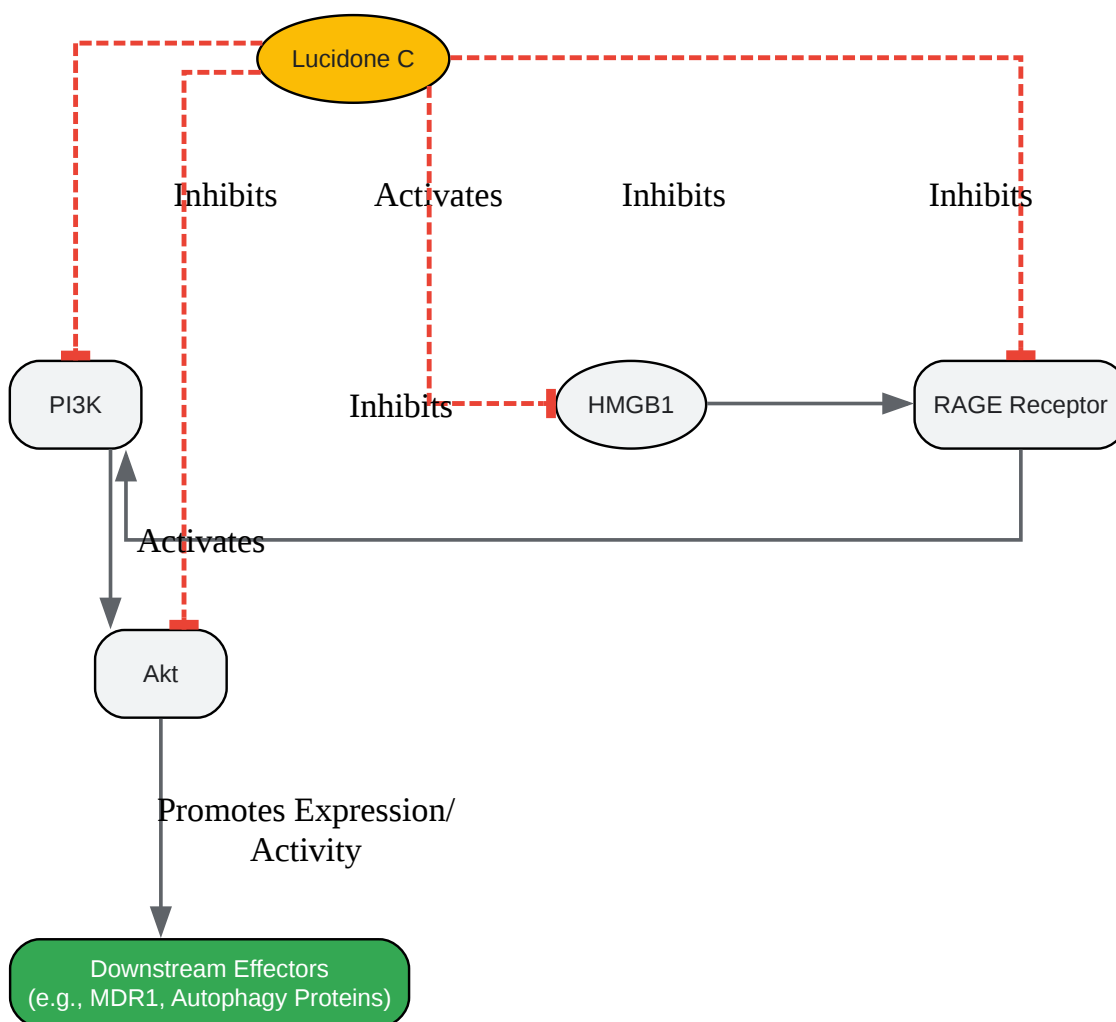 Lucidone C
Inhibits
Activates
Inhibits
Inhibits
PI3K
Inhibits
HMGB1
RAGE Receptor
Activates
Akt
Promotes Expression/
Activity
Downstream Effectors
(e.g., MDR1, Autophagy Proteins)